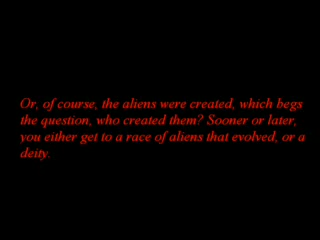 Or, of course, the aliens were created, which begs
the question, who created them? Sooner or later,
you either get to a race of aliens that evolved, or a
deity.